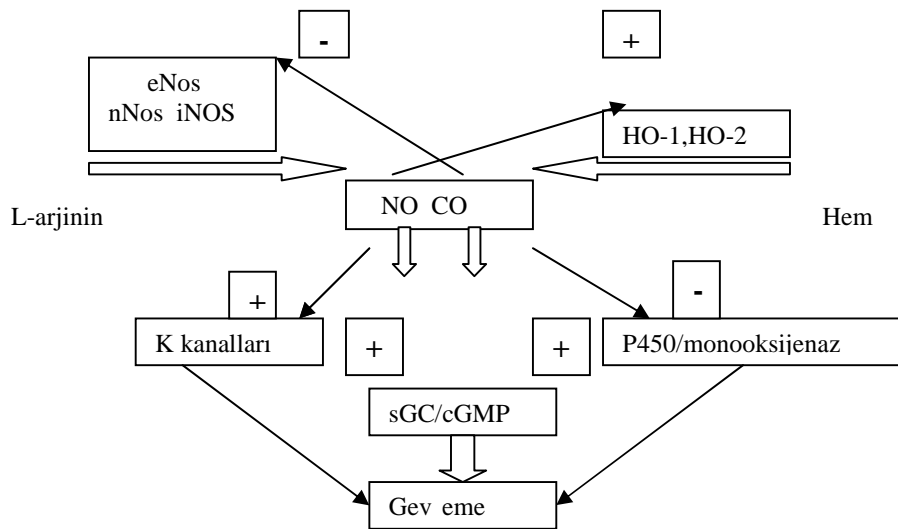 - +
eNos
nNos iNOS
HO-1,HO-2
NO CO
L-arjinin Hem
+ -
K kanalları + + P450/monooksijenaz
sGC/cGMP
Gev eme